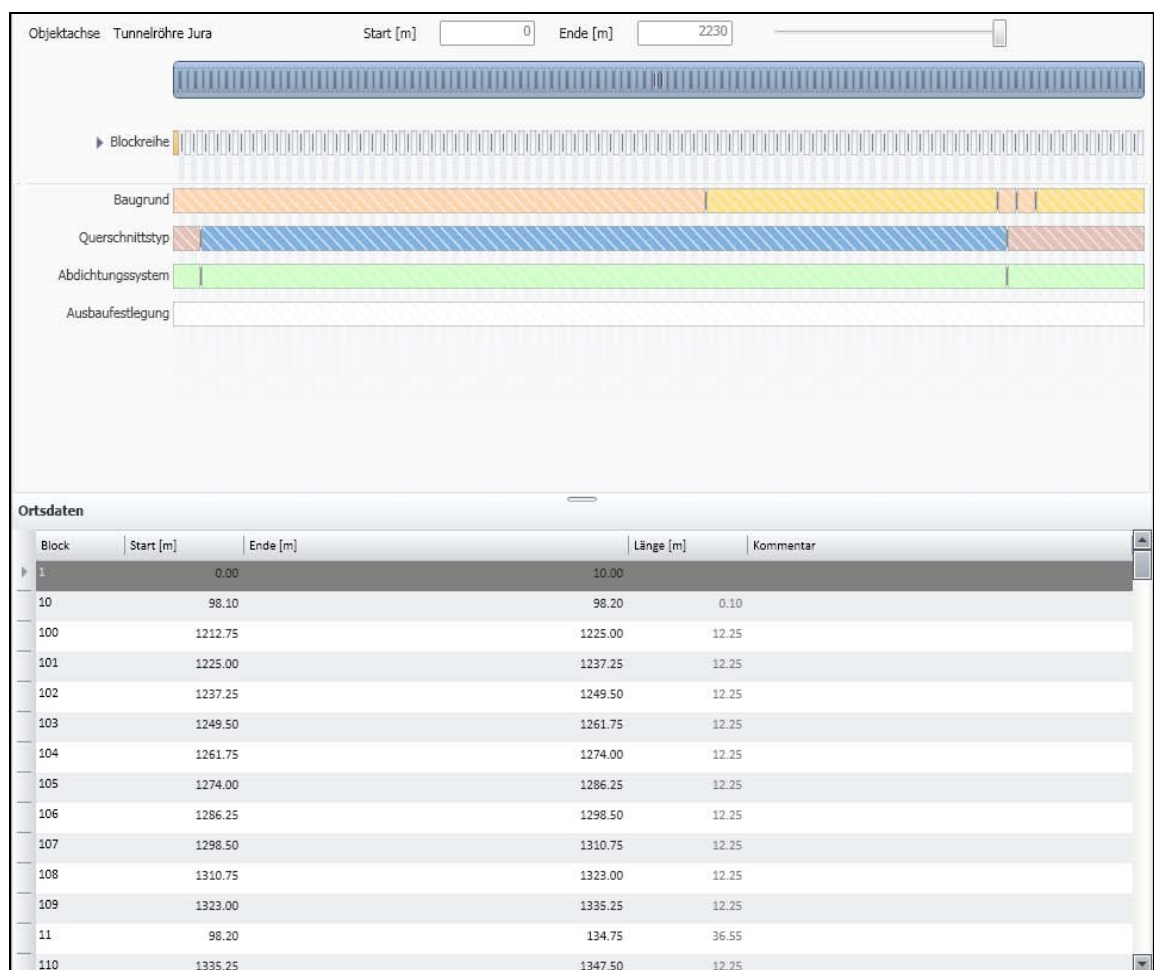 Objektachse Tunnelröhre Jura Start [m] 0 Ende [m] 2230
Blockreihe
Baugrund
Querschnittstyp
Abdichtungssystem
Ausbaufestlegung
Ortsdaten
Block Start [m] Ende [m] Länge [m] Kommentar
1 0.00 10.00
10 98.10 98.20 0.10
100 1212.75 1225.00 12.25
101 1225.00 1237.25 12.25
102 1237.25 1249.50 12.25
103 1249.50 1261.75 12.25
104 1261.75 1274.00 12.25
105 1274.00 1286.25 12.25
106 1286.25 1298.50 12.25
107 1298.50 1310.75 12.25
108 1310.75 1323.00 12.25
109 1323.00 1335.25 12.25
11 98.20 134.75 36.55
110 1335.25 1347.50 12.25